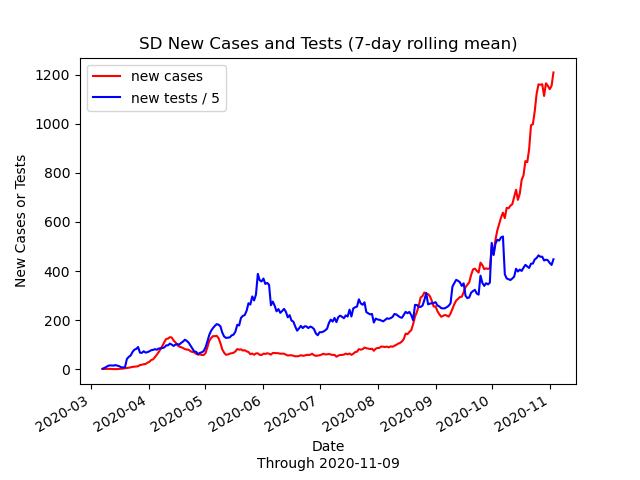 SD New Cases and Tests (7-day rolling mean)
new cases
new tests / 5
New Cases or Tests
1200
1000
800
600
400
200
0
2020-03
2020-04
2020-05
2020-06
2020-07
2020-08
2020-09
2020-10
2020-11
Date
Through 2020-11-09